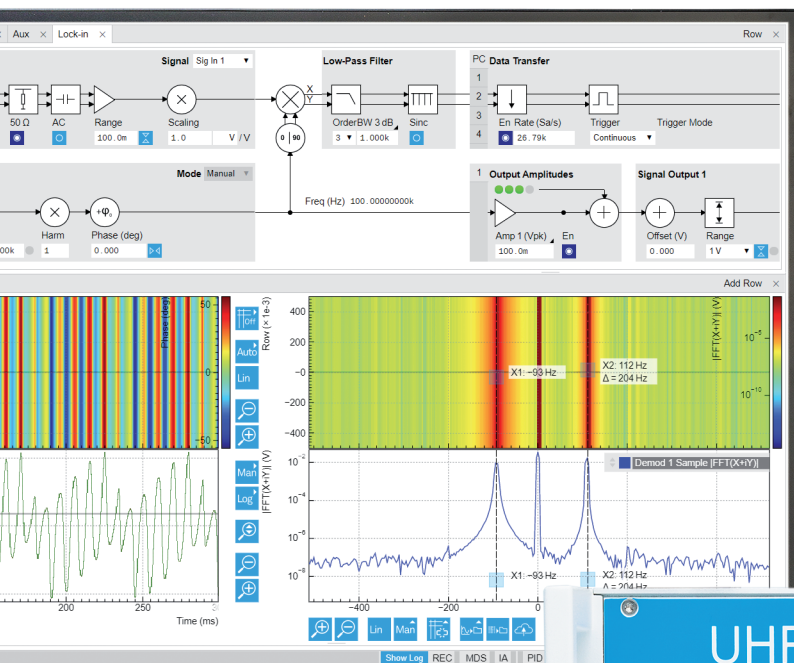 × Aux × Lock-in × Row ×
Signal Sig In 1 ▼ Low-Pass Filter PC Data Transfer
1
2
3
4
X
Y
0 | 90
50 Ω AC Range Scaling Order BW 3 dB Sinc En Rate (Sa/s) Trigger Trigger Mode
100.0m 1.0 V / V 3 ▼ 1.000k 26.79k Continuous ▼
Mode Manual ▼ 1 Output Amplitudes Signal Output 1
+φ₀
Freq (Hz) 100.00000000k
Harm Phase (deg) Amp 1 (Vpk) En Offset (V) Range
00k 1 0.000 100.0m 0.000 1 V ▼
Add Row ×
50
0
−50
Phase (deg)
Off
Auto
Lin
Row (× 1e-3)
400
200
−0
−200
−400
X1: −93 Hz
X2: 112 Hz
Δ = 204 Hz
|FFT(X+iY)| (V)
10⁻⁵
10⁻¹⁰
Man
Log
|FFT(X+iY)| (V)
10⁻²
10⁻⁴
10⁻⁶
10⁻⁸
Demod 1 Sample |FFT(X+iY)|
X1: −93 Hz
X2: 112 Hz
Δ = 204 Hz
200 250
Time (ms)
−400 −200 0
Lin Man
Show Log REC MDS IA PID
UHF